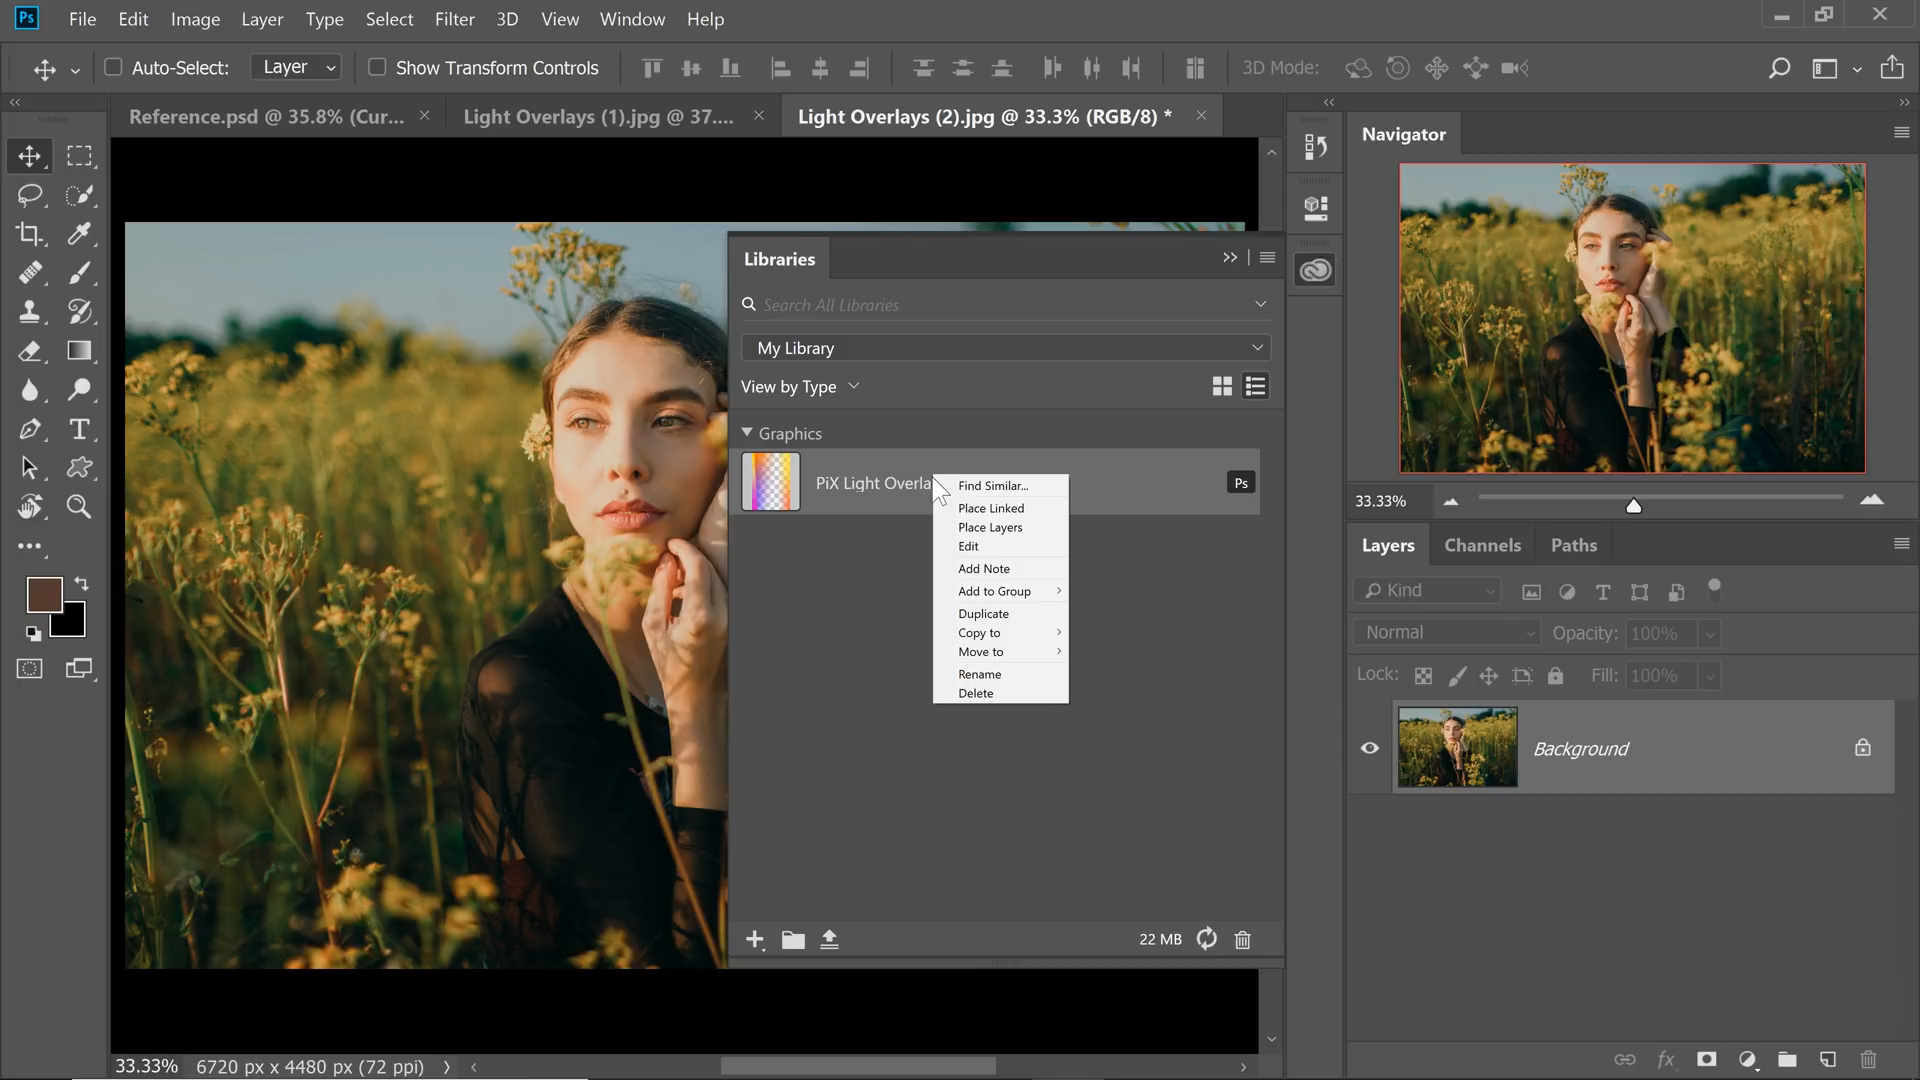 Ps File Edit Image Layer Type Select Filter 3D View Window Help
Auto-Select: Layer Show Transform Controls 3D Mode:
Reference.psd @ 35.8% (Cur... Light Overlays (1).jpg @ 37.... Light Overlays (2).jpg @ 33.3% (RGB/8) *
Libraries
Search All Libraries
My Library
View by Type
Graphics
PiX Light Overla
Ps
Find Similar...
Place Linked
Place Layers
Edit
Add Note
Add to Group
Duplicate
Copy to
Move to
Rename
Delete
22 MB
33.33% 6720 px x 4480 px (72 ppi)
Navigator
33.33%
Layers Channels Paths
Kind
Normal Opacity: 100%
Lock: Fill: 100%
Background
fx